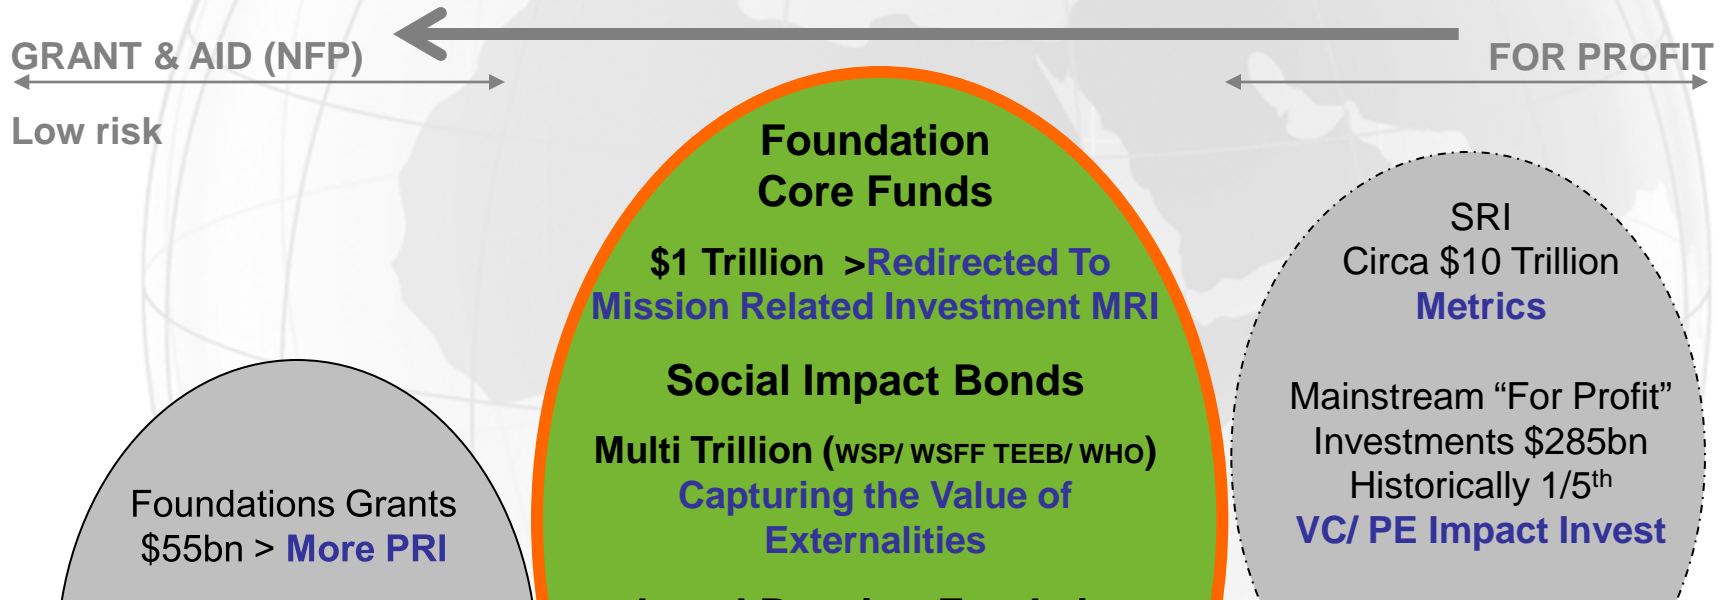 GRANT & AID (NFP)
FOR PROFIT
Low risk
Foundation
Core Funds
$1 Trillion >Redirected To
Mission Related Investment MRI
Social Impact Bonds
Multi Trillion (WSP/ WSFF TEEB/ WHO)
Capturing the Value of
Externalities
Foundations Grants
$55bn > More PRI
SRI
Circa $10 Trillion
Metrics
Mainstream “For Profit”
Investments $285bn
Historically 1/5th
VC/ PE Impact Invest